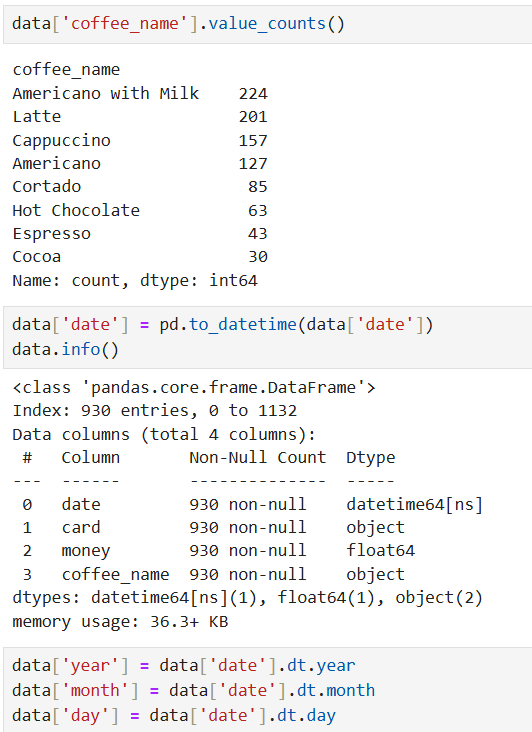 data['coffee_name'].value_counts()
coffee_name
Americano with Milk    224
Latte                  201
Cappuccino             157
Americano              127
Cortado                 85
Hot Chocolate           63
Espresso                43
Cocoa                   30
Name: count, dtype: int64
data['date'] = pd.to_datetime(data['date'])
data.info()
<class 'pandas.core.frame.DataFrame'>
Index: 930 entries, 0 to 1132
Data columns (total 4 columns):
 #   Column       Non-Null Count  Dtype
---  ------       --------------  -----
 0   date         930 non-null    datetime64[ns]
 1   card         930 non-null    object
 2   money        930 non-null    float64
 3   coffee_name  930 non-null    object
dtypes: datetime64[ns](1), float64(1), object(2)
memory usage: 36.3+ KB
data['year'] = data['date'].dt.year
data['month'] = data['date'].dt.month
data['day'] = data['date'].dt.day